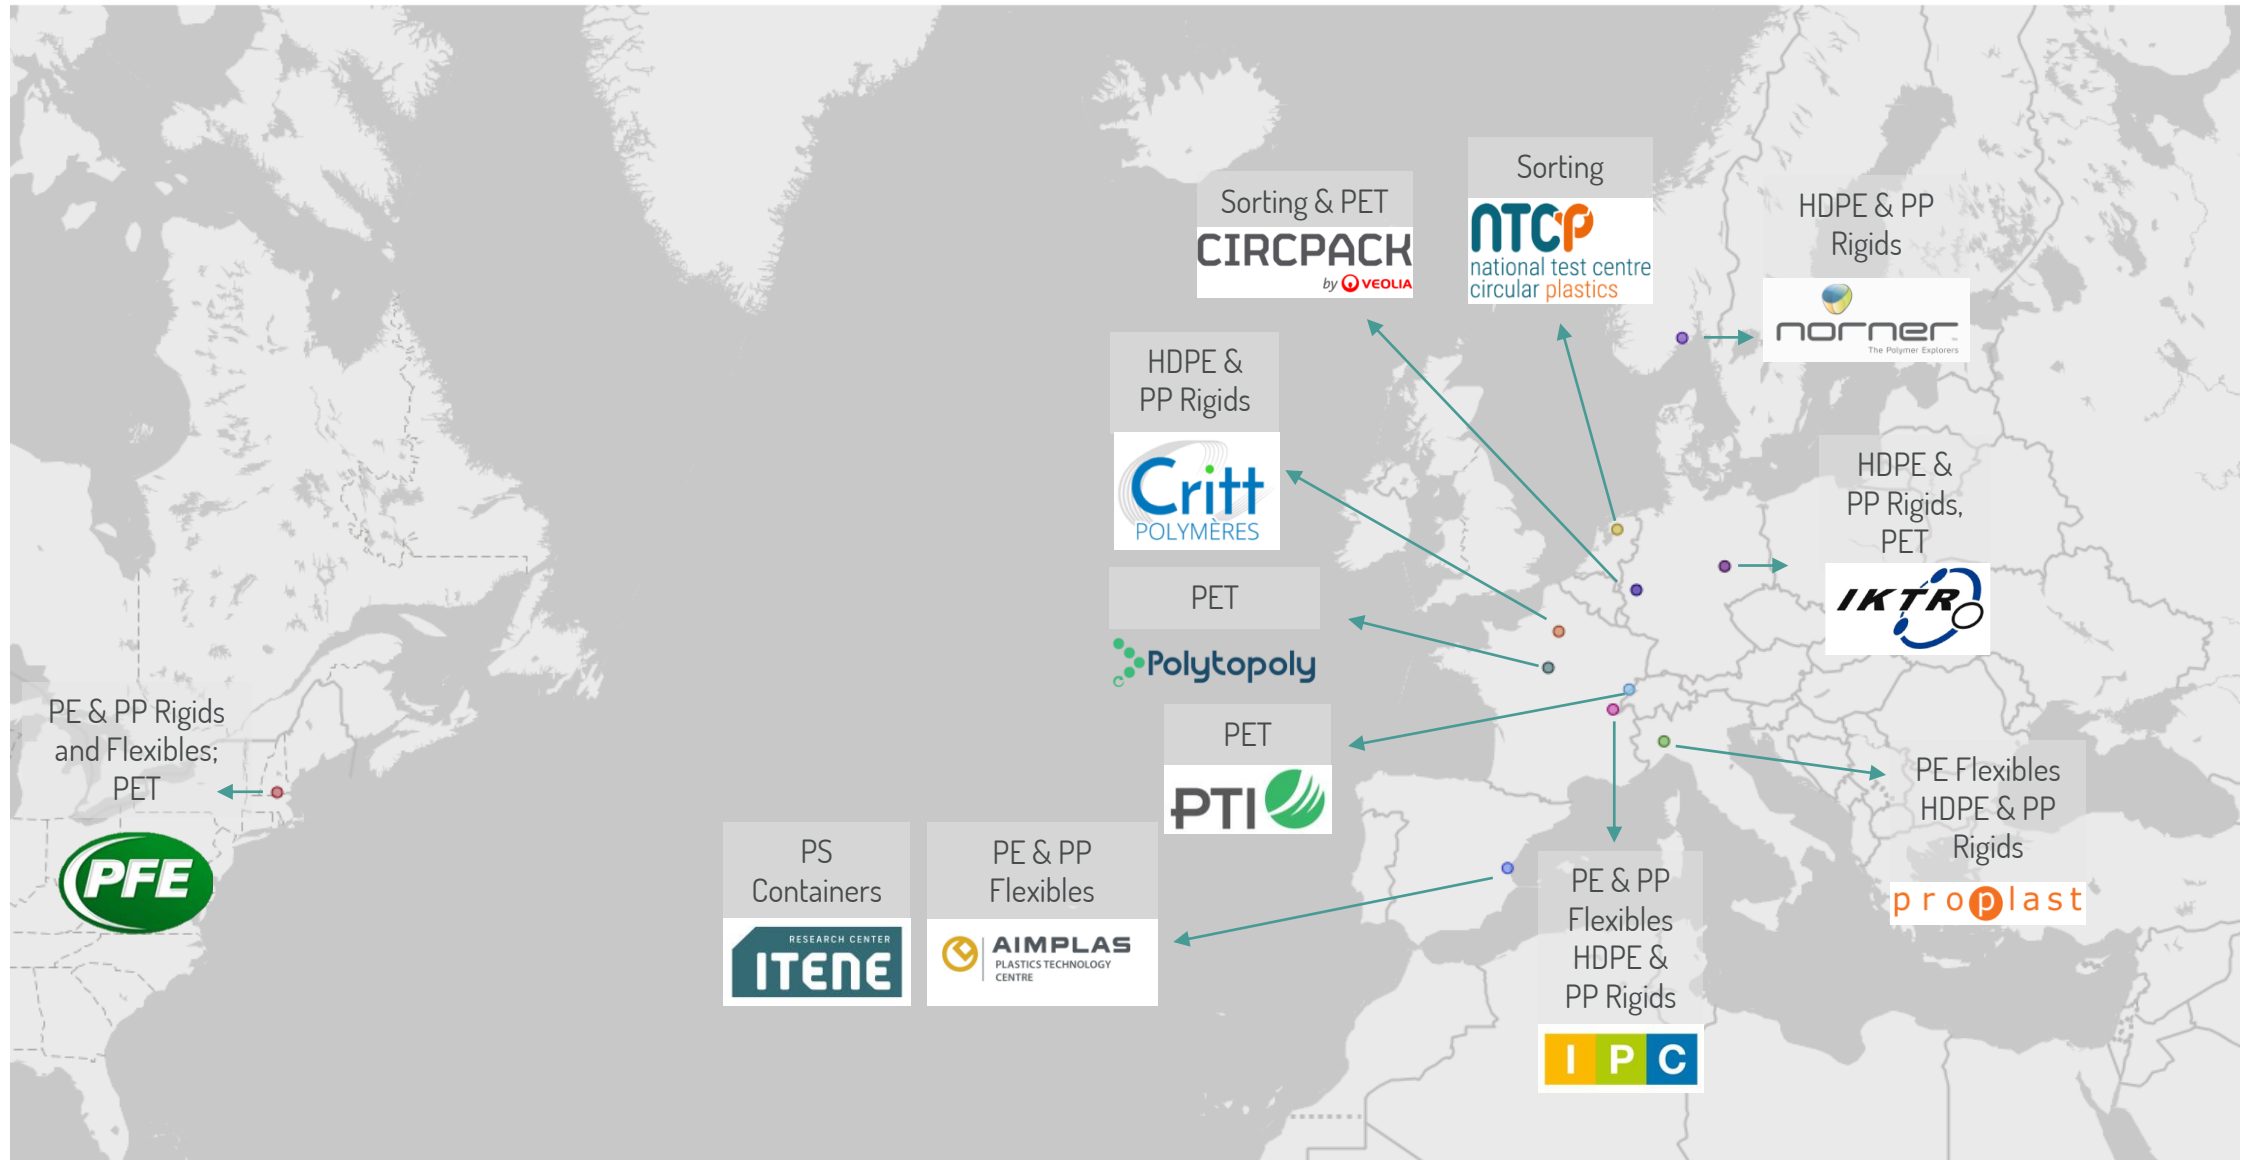 Sorting
NTCP
national test centre
circular plastics
Sorting & PET
CIRCPACK
by VEOLIA
HDPE & PP
Rigids
norner
The Polymer Explorers
HDPE &
PP Rigids
Critt
POLYMÈRES
HDPE &
PP Rigids,
PET
IKTR
PET
Polytopoly
PET
PTI
PE & PP Rigids
and Flexibles;
PET
PFE
PS
Containers
RESEARCH CENTER
ITENE
PE & PP
Flexibles
AIMPLAS
PLASTICS TECHNOLOGY
CENTRE
PE & PP
Flexibles
HDPE &
PP Rigids
IPC
PE Flexibles
HDPE & PP
Rigids
proplast